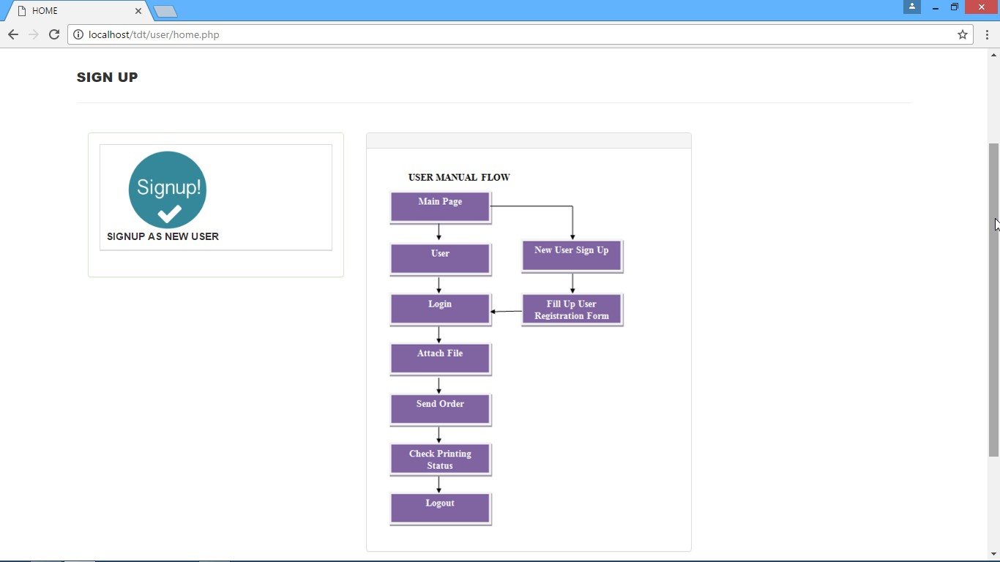 HOME
localhost/tdt/user/home.php
SIGN UP
Signup!
SIGNUP AS NEW USER
USER MANUAL FLOW
Main Page
User
New User Sign Up
Login
Fill Up User
Registration Form
Attach File
Send Order
Check Printing
Status
Logout